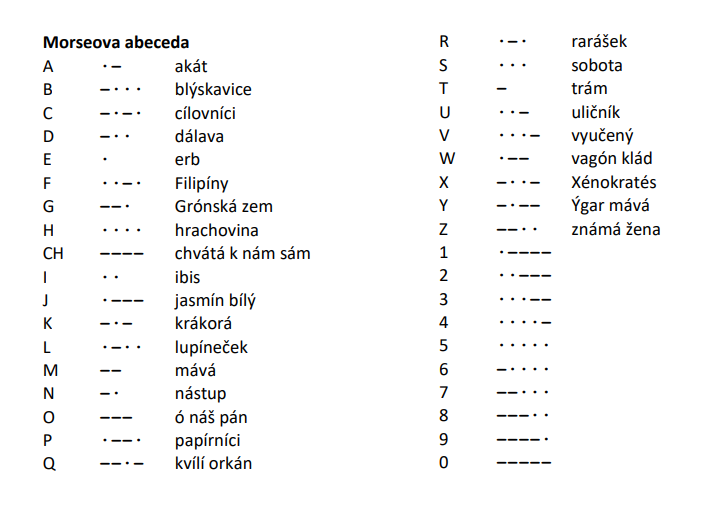 Morseova abeceda
A ·– akát
B –··· blýskavice
C –·–· cílovníci
D –·· dálava
E · erb
F ··–· Filipíny
G ––· Grónská zem
H ···· hrachovina
CH –––– chvátá k nám sám
I ·· ibis
J ·––– jasmín bílý
K –·– krákorá
L ·–·· lupíneček
M –– mává
N –· nástup
O ––– ó náš pán
P ·––· papírníci
Q ––·– kvílí orkán
R ·–· rarášek
S ··· sobota
T – trám
U ··– uličník
V ···– vyučený
W ·–– vagón klád
X –··– Xénokratés
Y –·–– Ýgar mává
Z ––·· známá žena
1 ·––––
2 ··–––
3 ···––
4 ····–
5 ·····
6 –····
7 ––···
8 –––··
9 ––––·
0 –––––